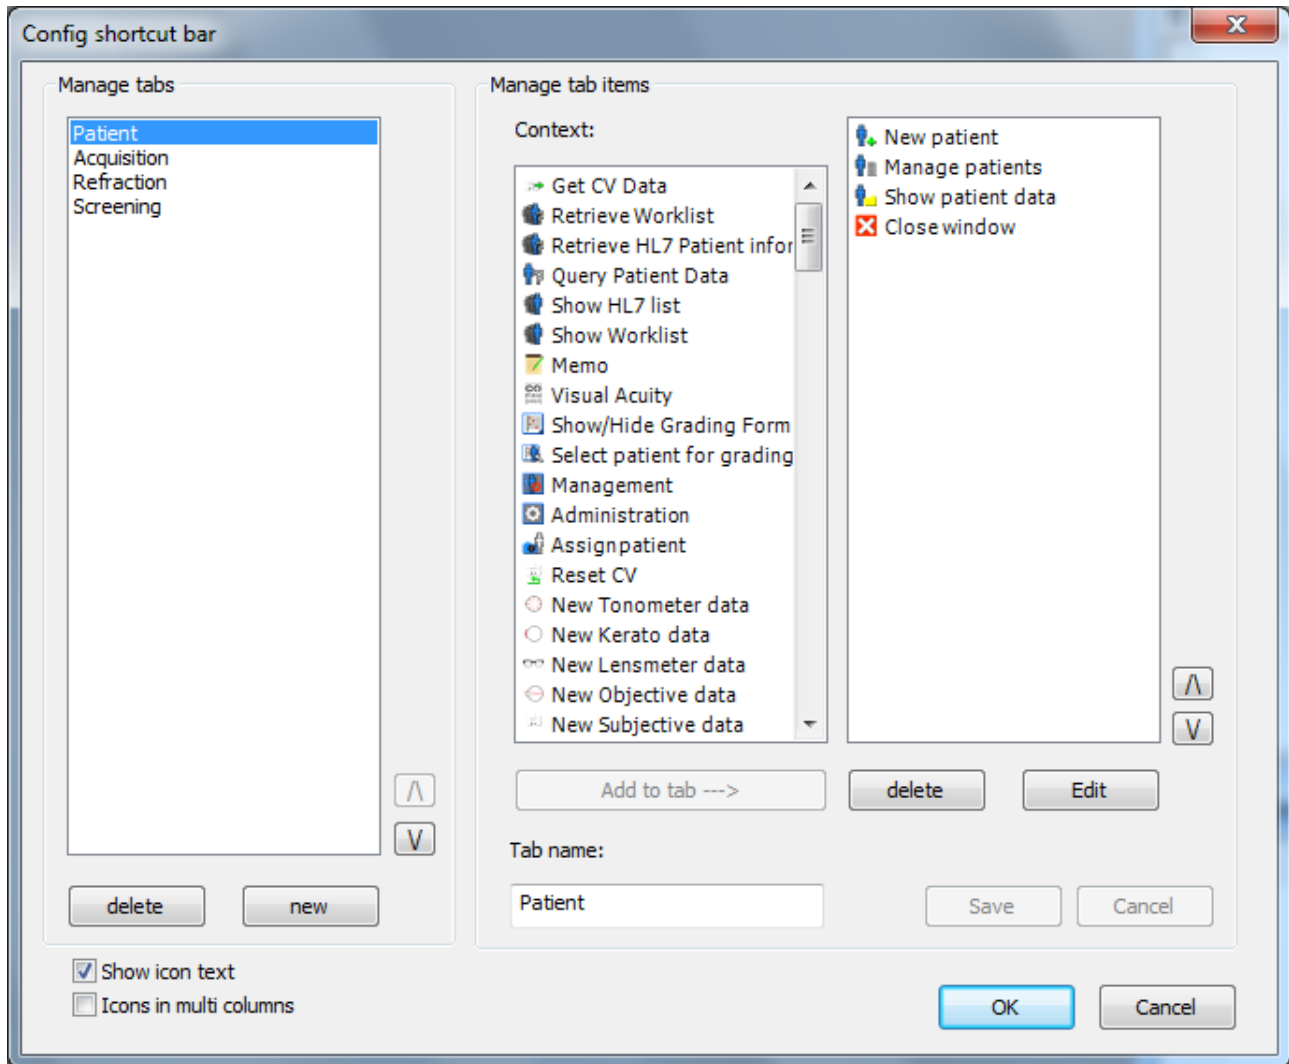 Config shortcut bar
Manage tabs
Patient
Acquisition
Refraction
Screening
/\
\/
delete
new
Manage tab items
Context:
Get CV Data
Retrieve Worklist
Retrieve HL7 Patient infor
Query Patient Data
Show HL7 list
Show Worklist
Memo
Visual Acuity
Show/Hide Grading Form
Select patient for grading
Management
Administration
Assign patient
Reset CV
New Tonometer data
New Kerato data
New Lensmeter data
New Objective data
New Subjective data
New patient
Manage patients
Show patient data
Close window
/\
\/
Add to tab --->
delete
Edit
Tab name:
Patient
Save
Cancel
Show icon text
Icons in multi columns
OK
Cancel